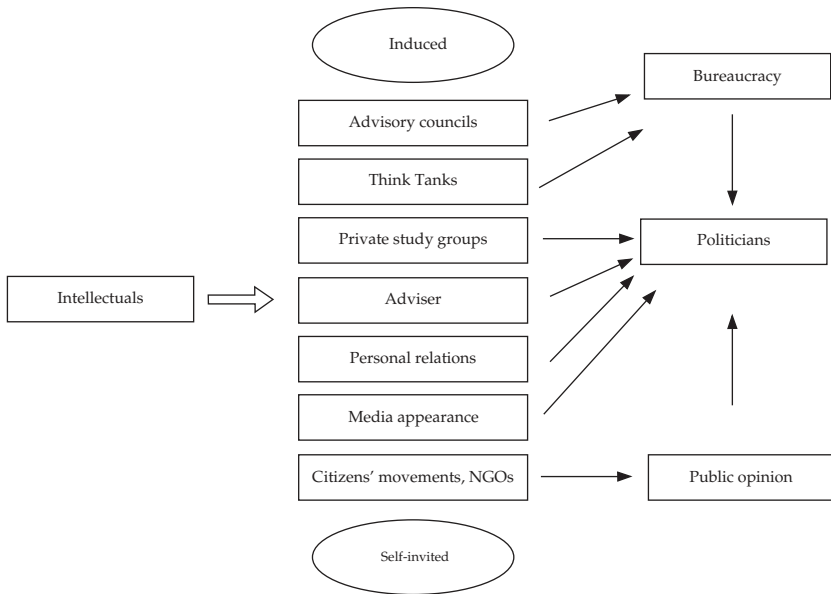 Induced
Bureaucracy
Advisory councils
Think Tanks
Private study groups
Politicians
Intellectuals
Adviser
Personal relations
Media appearance
Citizens’ movements, NGOs
Public opinion
Self-invited